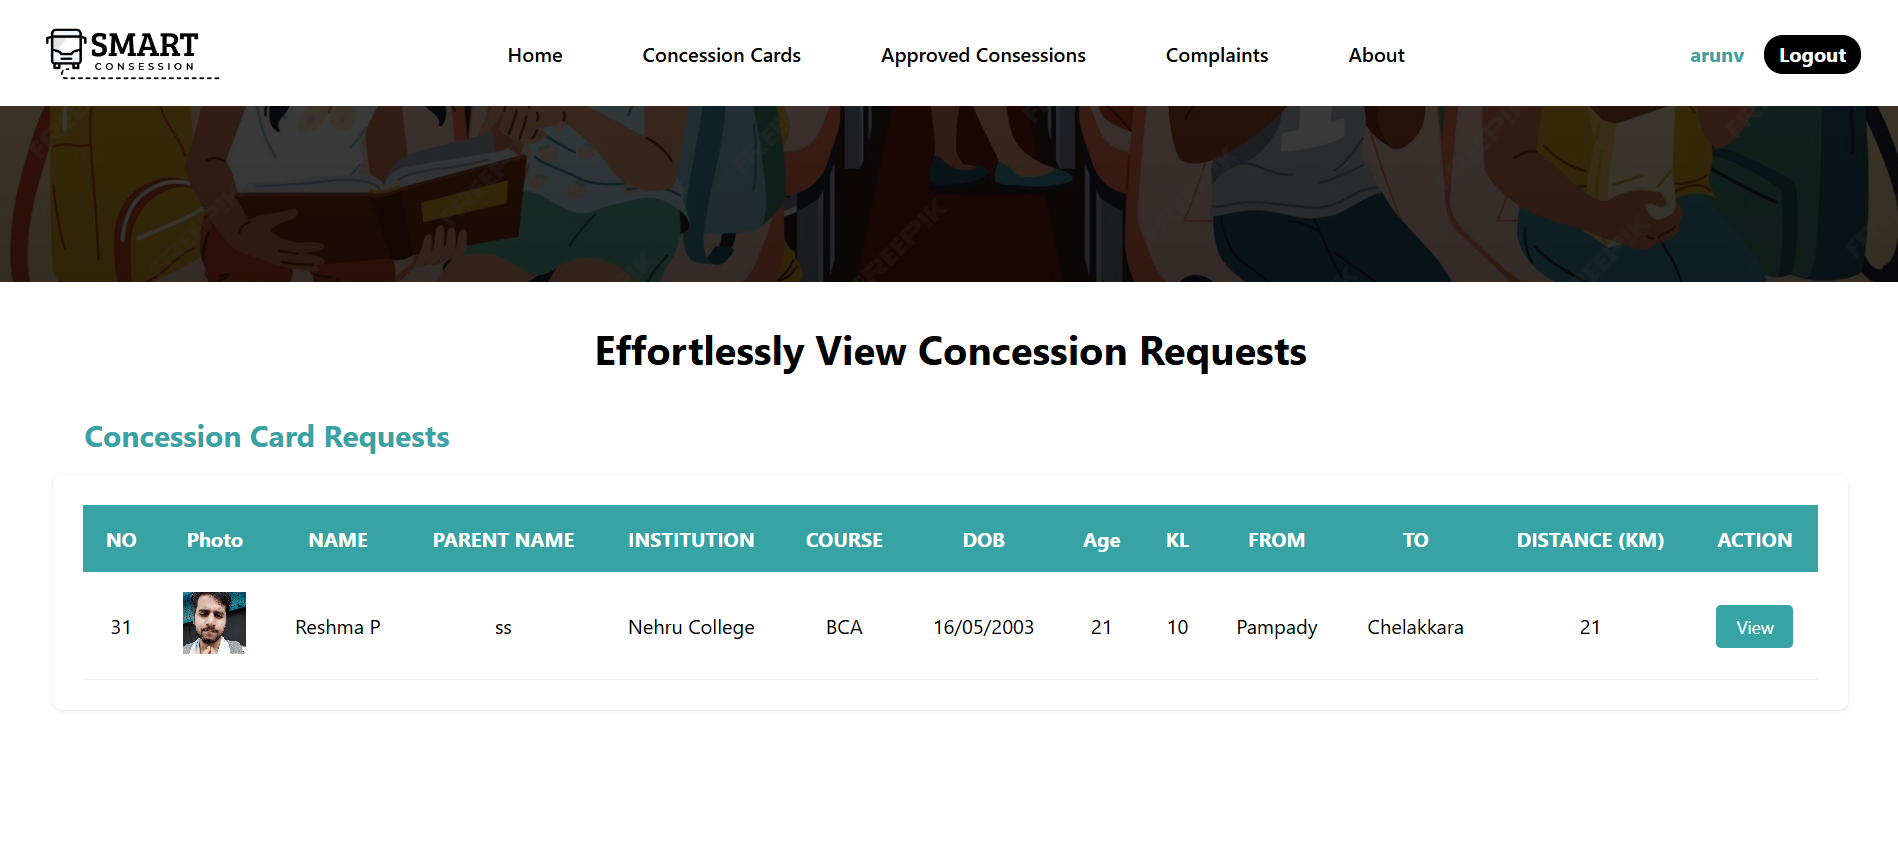 SMART
CONSESSION
Home Concession Cards Approved Consessions Complaints About arunv Logout
FREEPIK
Effortlessly View Concession Requests
Concession Card Requests
NO Photo NAME PARENT NAME INSTITUTION COURSE DOB Age KL FROM TO DISTANCE (KM) ACTION
31 Reshma P ss Nehru College BCA 16/05/2003 21 10 Pampady Chelakkara 21 View